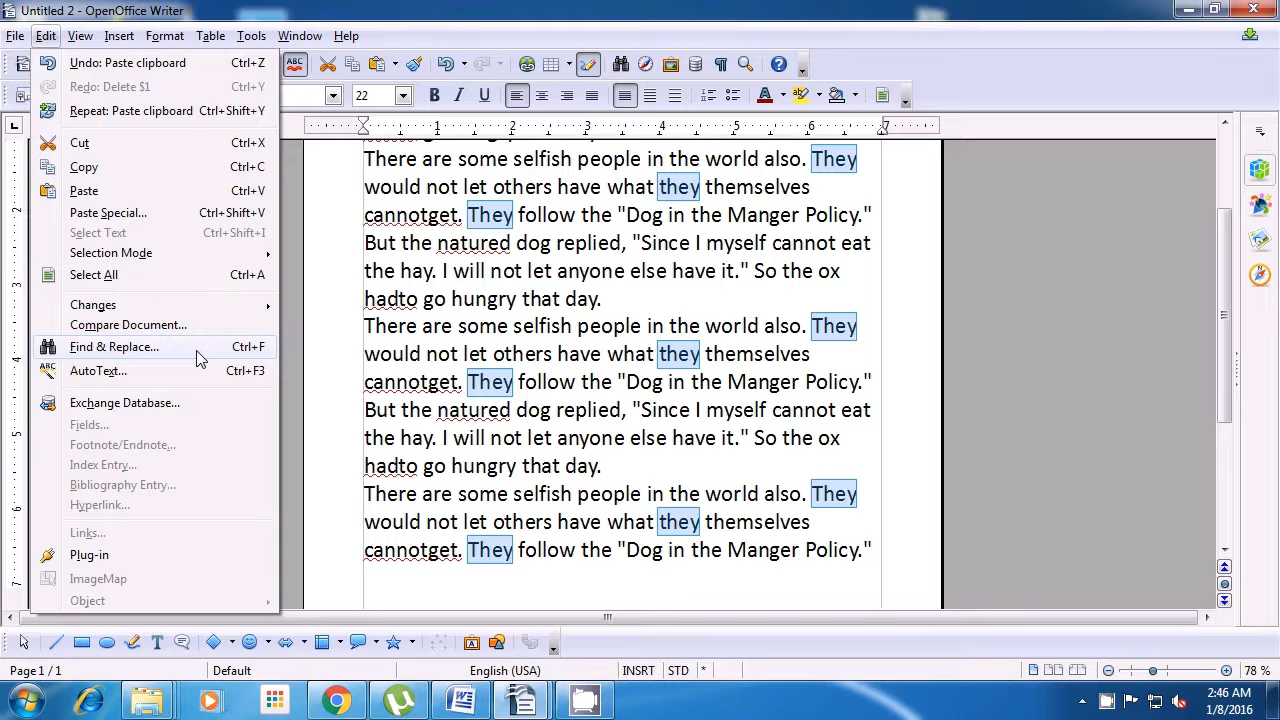 Untitled 2 - OpenOffice Writer
File Edit View Insert Format Table Tools Window Help
22
Undo: Paste clipboard Ctrl+Z
Redo: Delete $1 Ctrl+Y
Repeat: Paste clipboard Ctrl+Shift+Y
Cut Ctrl+X
Copy Ctrl+C
Paste Ctrl+V
Paste Special... Ctrl+Shift+V
Select Text Ctrl+Shift+I
Selection Mode
Select All Ctrl+A
Changes
Compare Document...
Find & Replace... Ctrl+F
AutoText... Ctrl+F3
Exchange Database...
Fields...
Footnote/Endnote...
Index Entry...
Bibliography Entry...
Hyperlink...
Links...
Plug-in
ImageMap
Object
1 2 3 4 5 6 7
There are some selfish people in the world also. They
would not let others have what they themselves
cannotget. They follow the "Dog in the Manger Policy."
But the natured dog replied, "Since I myself cannot eat
the hay. I will not let anyone else have it." So the ox
hadto go hungry that day.
There are some selfish people in the world also. They
would not let others have what they themselves
cannotget. They follow the "Dog in the Manger Policy."
But the natured dog replied, "Since I myself cannot eat
the hay. I will not let anyone else have it." So the ox
hadto go hungry that day.
There are some selfish people in the world also. They
would not let others have what they themselves
cannotget. They follow the "Dog in the Manger Policy."
Page 1 / 1 Default English (USA) INSRT STD * 78 %
2:46 AM
1/8/2016